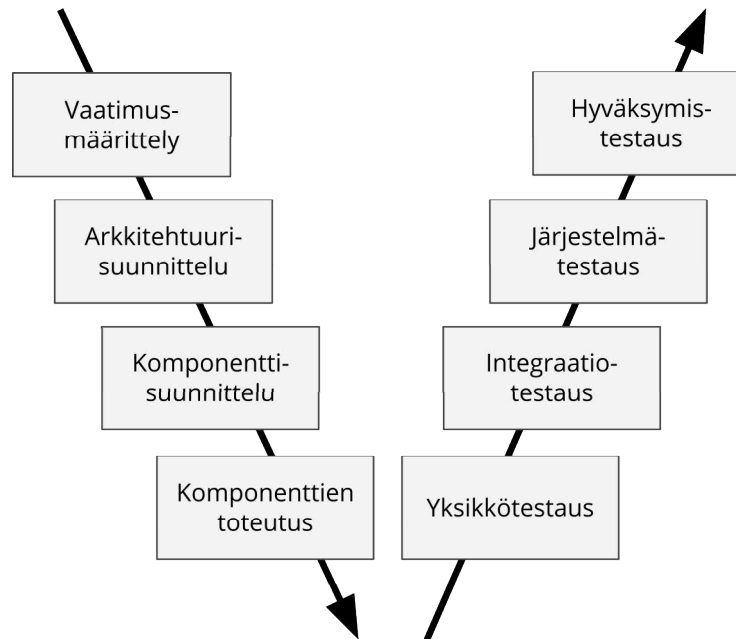 Vaatimus-
määrittely
Arkkitehtuuri-
suunnittelu
Komponentti-
suunnittelu
Komponenttien
toteutus
Hyväksymis-
testaus
Järjestelmä-
testaus
Integraatio-
testaus
Yksikkötestaus